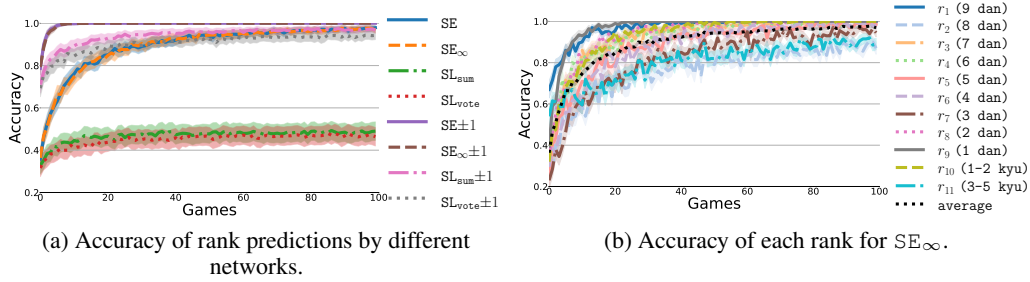 Accuracy
1.0
0.8
0.6
0.4
0.2
0
20
40
60
80
100
Games
SE
SE∞
SLsum
SLvote
SE±1
SE∞±1
SLsum±1
SLvote±1
(a) Accuracy of rank predictions by different
networks.
Accuracy
1.0
0.8
0.6
0.4
0.2
0
20
40
60
80
100
Games
r1 (9 dan)
r2 (8 dan)
r3 (7 dan)
r4 (6 dan)
r5 (5 dan)
r6 (4 dan)
r7 (3 dan)
r8 (2 dan)
r9 (1 dan)
r10 (1-2 kyu)
r11 (3-5 kyu)
average
(b) Accuracy of each rank for SE∞.